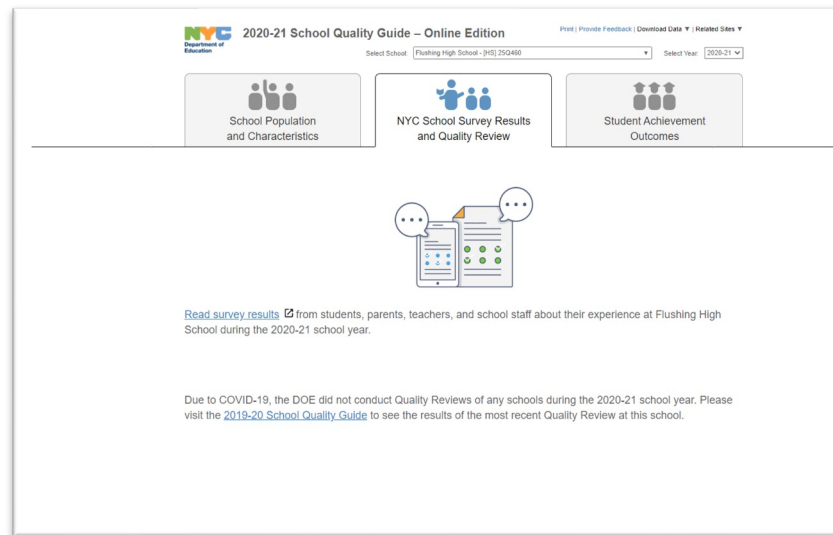 NYC
Department of
Education
2020-21 School Quality Guide – Online Edition
Print | Provide Feedback | Download Data ▼ | Related Sites ▼
Select School: Flushing High School - [HS] 25Q460 ▼ Select Year: 2020-21
School Population
and Characteristics
NYC School Survey Results
and Quality Review
Student Achievement
Outcomes
Read survey results from students, parents, teachers, and school staff about their experience at Flushing High
School during the 2020-21 school year.
Due to COVID-19, the DOE did not conduct Quality Reviews of any schools during the 2020-21 school year. Please
visit the 2019-20 School Quality Guide to see the results of the most recent Quality Review at this school.